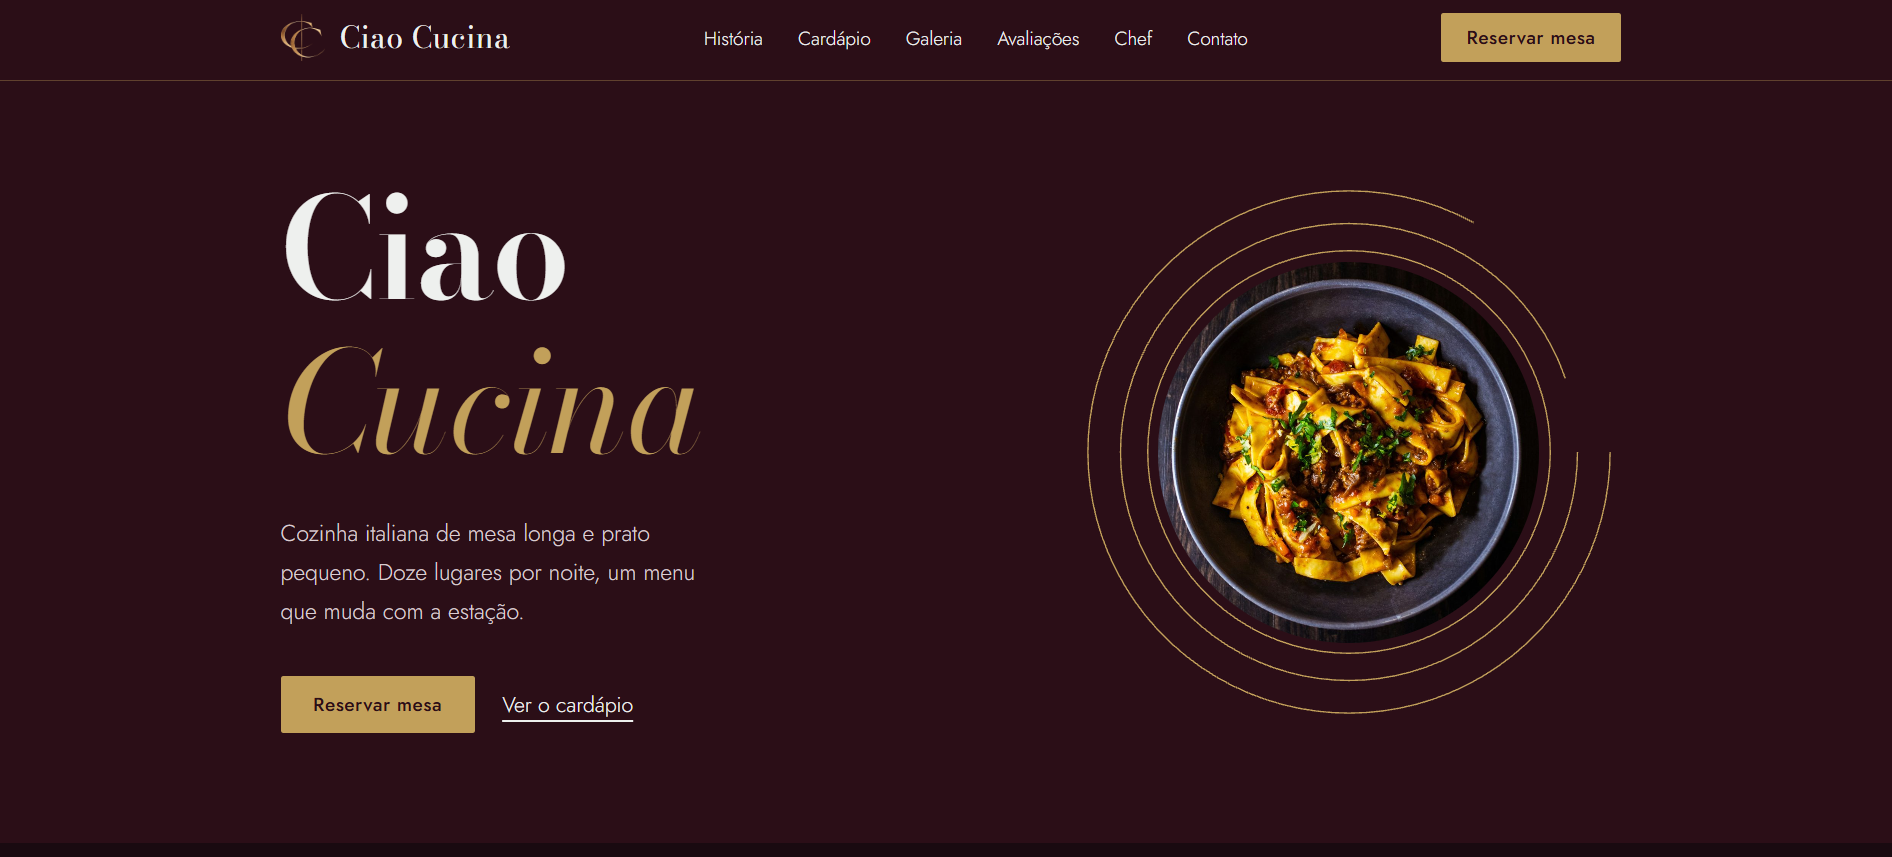 Ciao Cucina
História
Cardápio
Galeria
Avaliações
Chef
Contato
Reservar mesa
Ciao
Cucina
Cozinha italiana de mesa longa e prato
pequeno. Doze lugares por noite, um menu
que muda com a estação.
Reservar mesa
Ver o cardápio